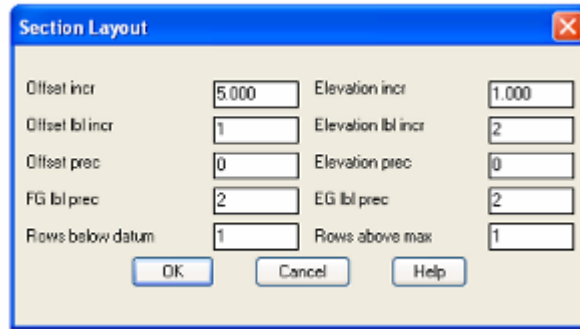 Section Layout
Offset incr 5.000 Elevation incr 1.000
Offset lbl incr 1 Elevation lbl incr 2
Offset prec 0 Elevation prec 0
FG lbl prec 2 EG lbl prec 2
Rows below datum 1 Rows above max 1
OK Cancel Help